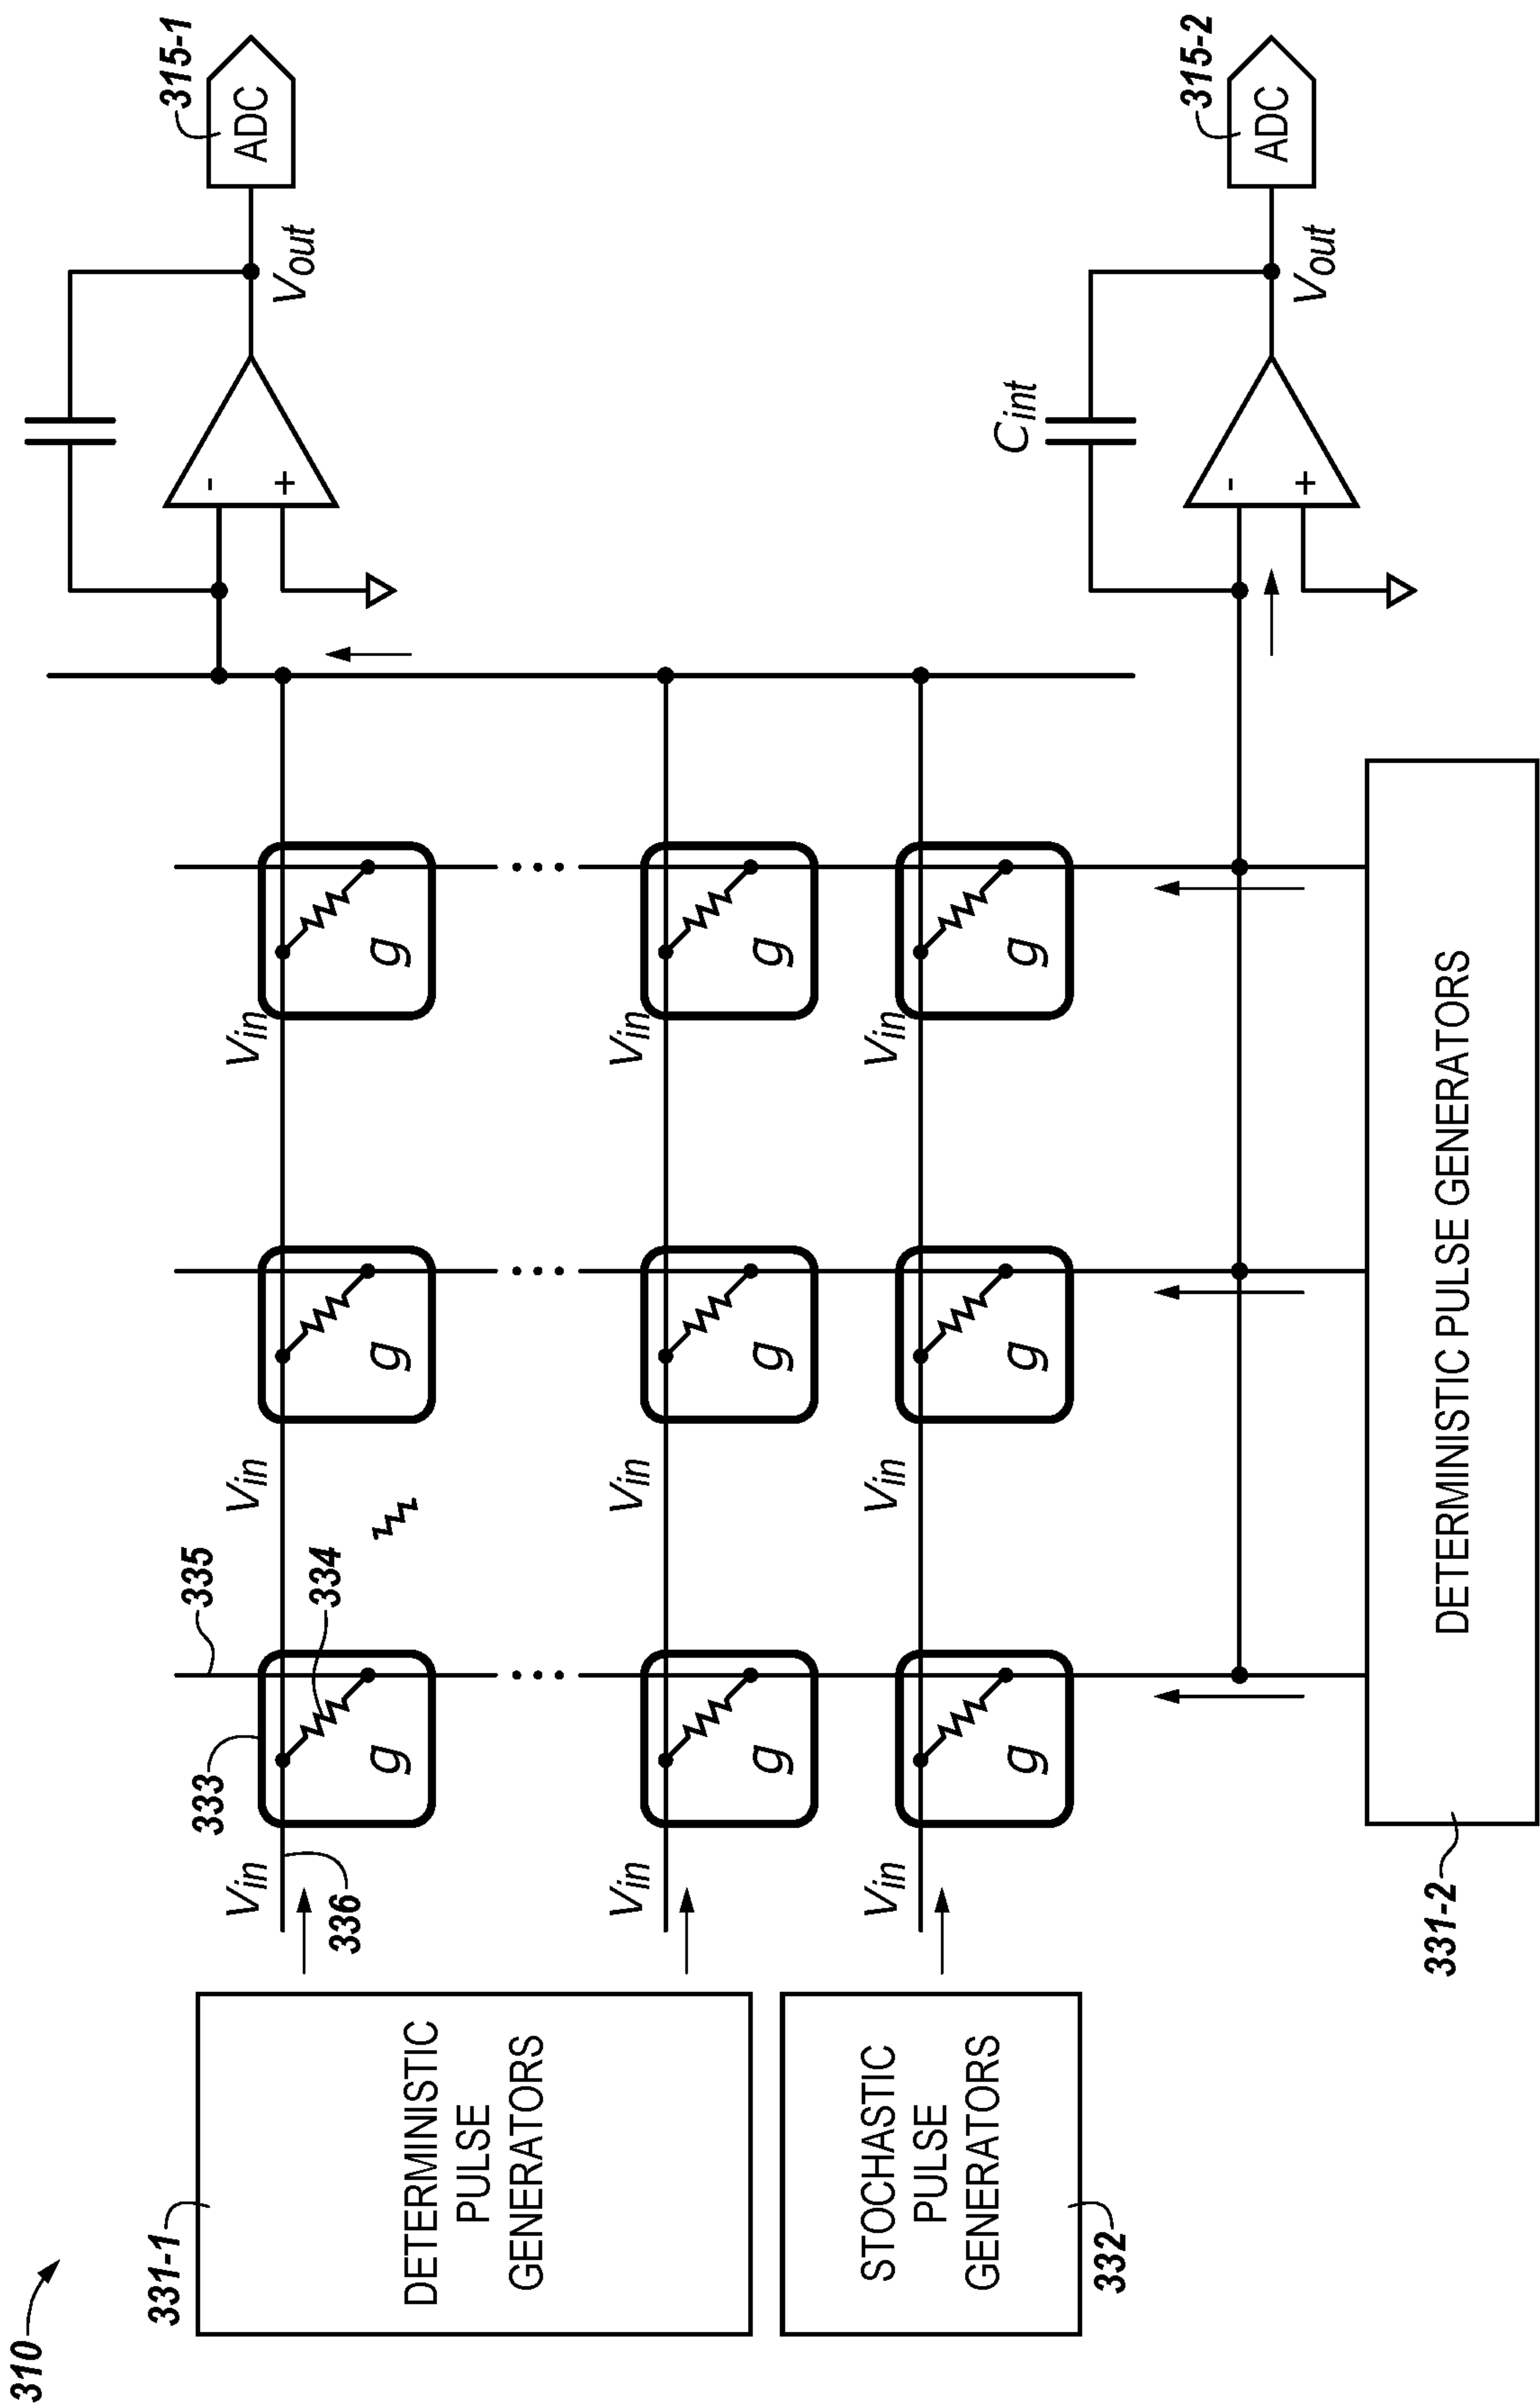 310
331-1
315-1
335
333
Vin
Vin
Vin
ADC
-
+
Vout
334
336
g
g
g
DETERMINISTIC
PULSE
GENERATORS
Vin
Vin
Vin
g
g
g
STOCHASTIC
PULSE
GENERATORS
Vin
Vin
Vin
g
g
g
Cint
332
315-2
ADC
-
+
Vout
331-2
DETERMINISTIC PULSE GENERATORS